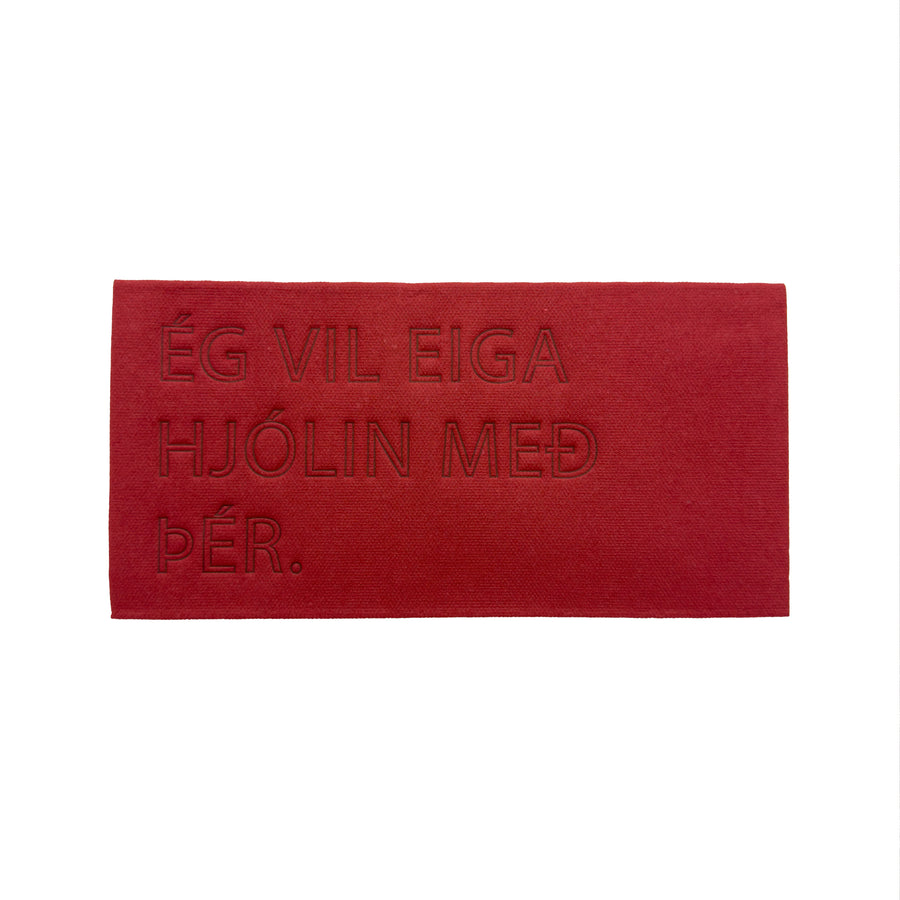 ÉG VIL EIGA
HJÓLIN MEÐ
ÞÉR.